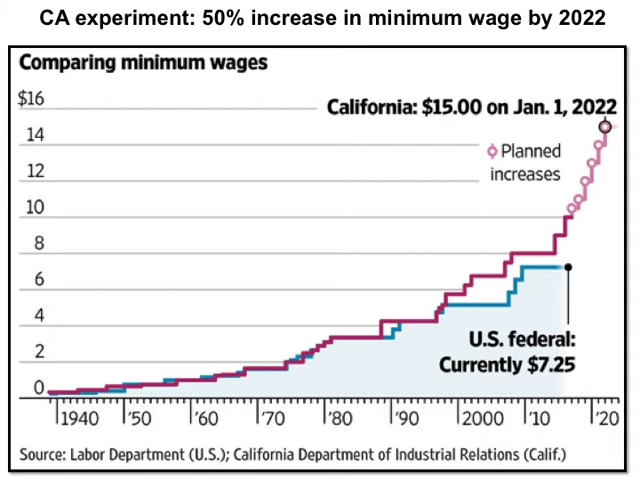 CA experiment: 50% increase in minimum wage by 2022
Comparing minimum wages
$16
California: $15.00 on Jan. 1, 2022
14
Planned
increases
12
10
8
6
4
U.S. federal:
Currently $7.25
2
0
1940 '50 '60 '70 '80 '90 2000 '10 '20
Source: Labor Department (U.S.); California Department of Industrial Relations (Calif.)